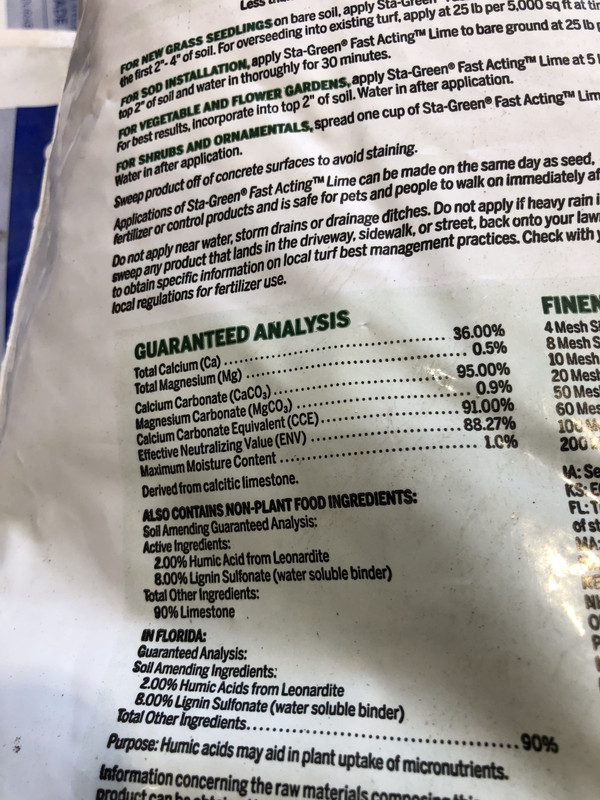 Less
FOR NEW GRASS SEEDLINGS on bare soil, apply Sta-Green
the first 2"- 4" of soil. For overseeding into existing turf, apply at 25 lb per 5,000 sq ft at
FOR SOD INSTALLATION, apply Sta-Green® Fast Acting™ Lime to bare ground at 25 lb
top 2" of soil and water in thoroughly for 30 minutes.
FOR VEGETABLE AND FLOWER GARDENS, apply Sta-Green® Fast Acting™ Lime at 5
For best results, incorporate into top 2" of soil. Water in after application.
FOR SHRUBS AND ORNAMENTALS, spread one cup of Sta-Green® Fast Acting™ Lim
Water in after application.
Sweep product off of concrete surfaces to avoid staining.
Applications of Sta-Green® Fast Acting™ Lime can be made on the same day as seed,
fertilizer or control products and is safe for pets and people to walk on immediately af
Do not apply near water, storm drains or drainage ditches. Do not apply if heavy rain i
sweep any product that lands in the driveway, sidewalk, or street, back onto your law
to obtain specific information on local turf best management practices. Check with
local regulations for fertilizer use.
GUARANTEED ANALYSIS
Total Calcium (Ca) ........ 36.00%
Total Magnesium (Mg) ........ 0.5%
Calcium Carbonate (CaCO₃) ........ 95.00%
Magnesium Carbonate (MgCO₃) ........ 0.9%
Calcium Carbonate Equivalent (CCE) ........ 91.00%
Effective Neutralizing Value (ENV) ........ 88.27%
Maximum Moisture Content ........ 1.0%
Derived from calcitic limestone.
ALSO CONTAINS NON-PLANT FOOD INGREDIENTS:
Soil Amending Guaranteed Analysis:
Active Ingredients:
2.00% Humic Acid from Leonardite
8.00% Lignin Sulfonate (water soluble binder)
Total Other Ingredients:
90% Limestone
IN FLORIDA:
Guaranteed Analysis:
Soil Amending Ingredients:
2.00% Humic Acids from Leonardite
8.00% Lignin Sulfonate (water soluble binder)
Total Other Ingredients ........ 90%
Purpose: Humic acids may aid in plant uptake of micronutrients.
Information concerning the raw materials composing this
product can be
FINEN
4 Mesh S
8 Mesh S
10 Mesh
20 Mesh
50 Mes
60 Mes
100 M
200
IA: Se
KS:
FL: T
of st
MA: